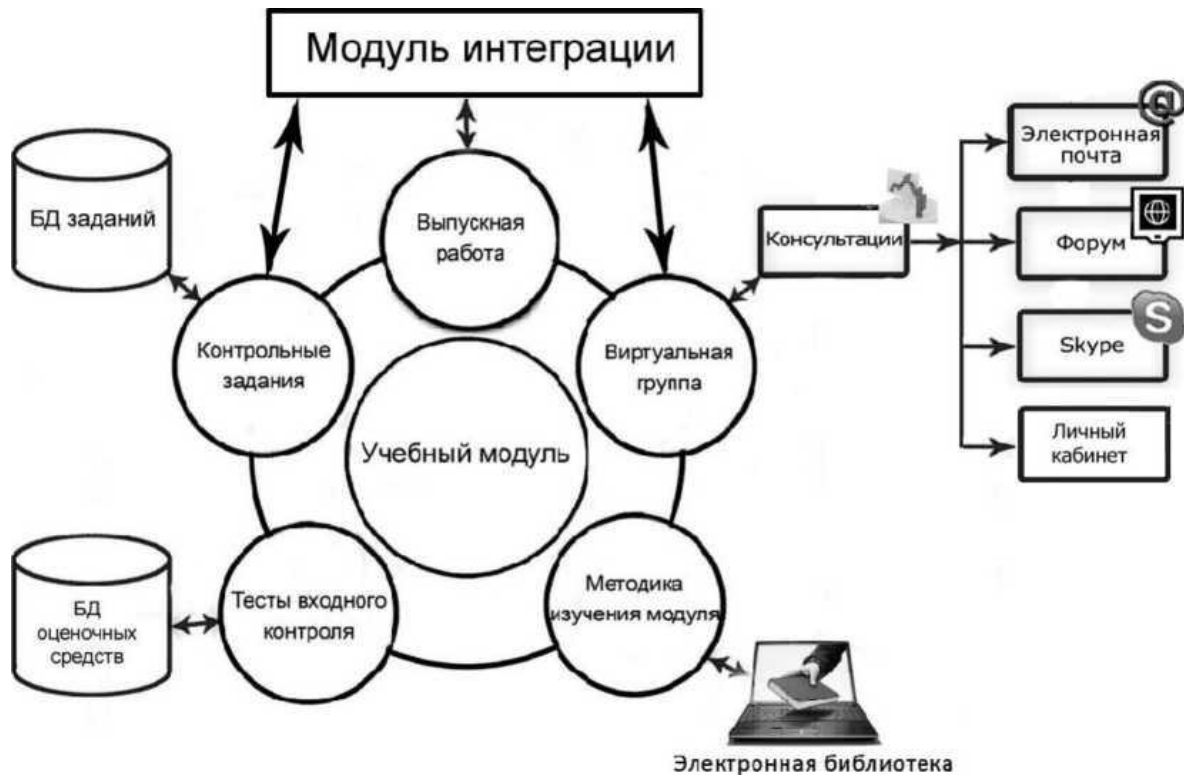 Модуль интеграции
@
Электронная
почта
БД заданий
Выпускная
работа
Консультации
Форум
Контрольные
задания
Виртуальная
группа
S
Skype
Учебный модуль
Личный
кабинет
БД
оценочных
средств
Тесты входного
контроля
Методика
изучения модуля
Электронная библиотека